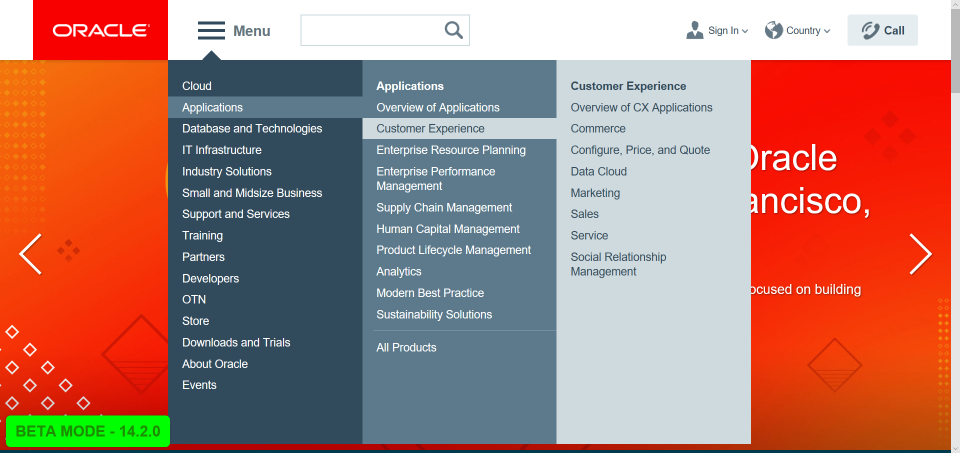 ORACLE
Menu
Sign In
Country
Call
Cloud
Applications
Database and Technologies
IT Infrastructure
Industry Solutions
Small and Midsize Business
Support and Services
Training
Partners
Developers
OTN
Store
Downloads and Trials
About Oracle
Events
Applications
Overview of Applications
Customer Experience
Enterprise Resource Planning
Enterprise Performance
Management
Supply Chain Management
Human Capital Management
Product Lifecycle Management
Analytics
Modern Best Practice
Sustainability Solutions
All Products
Customer Experience
Overview of CX Applications
Commerce
Configure, Price, and Quote
Data Cloud
Marketing
Sales
Service
Social Relationship
Management
Oracle
ancisco,
ocused on building
BETA MODE - 14.2.0